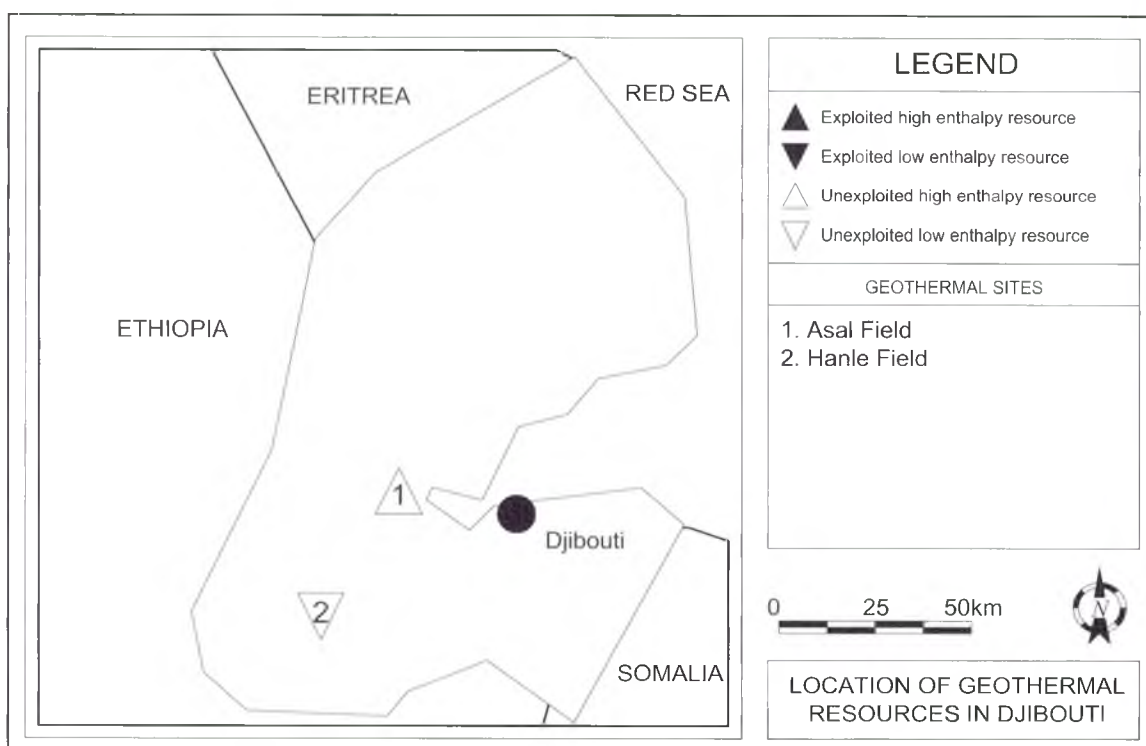 ERITREA
RED SEA
ETHIOPIA
1
Djibouti
2
SOMALIA
LEGEND
Exploited high enthalpy resource
Exploited low enthalpy resource
Unexploited high enthalpy resource
Unexploited low enthalpy resource
GEOTHERMAL SITES
1. Asal Field
2. Hanle Field
0 25 50km
N
LOCATION OF GEOTHERMAL
RESOURCES IN DJIBOUTI